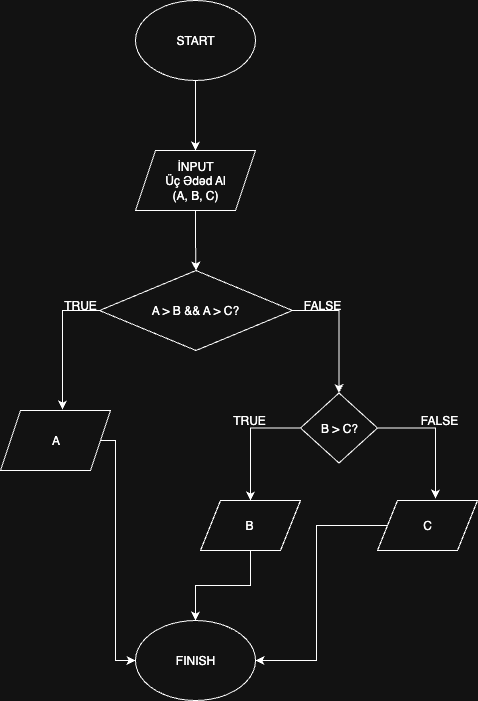 START
İNPUT
Üç Ədəd Al
(A, B, C)
A > B && A > C?
TRUE
FALSE
A
B > C?
TRUE
FALSE
B
C
FINISH